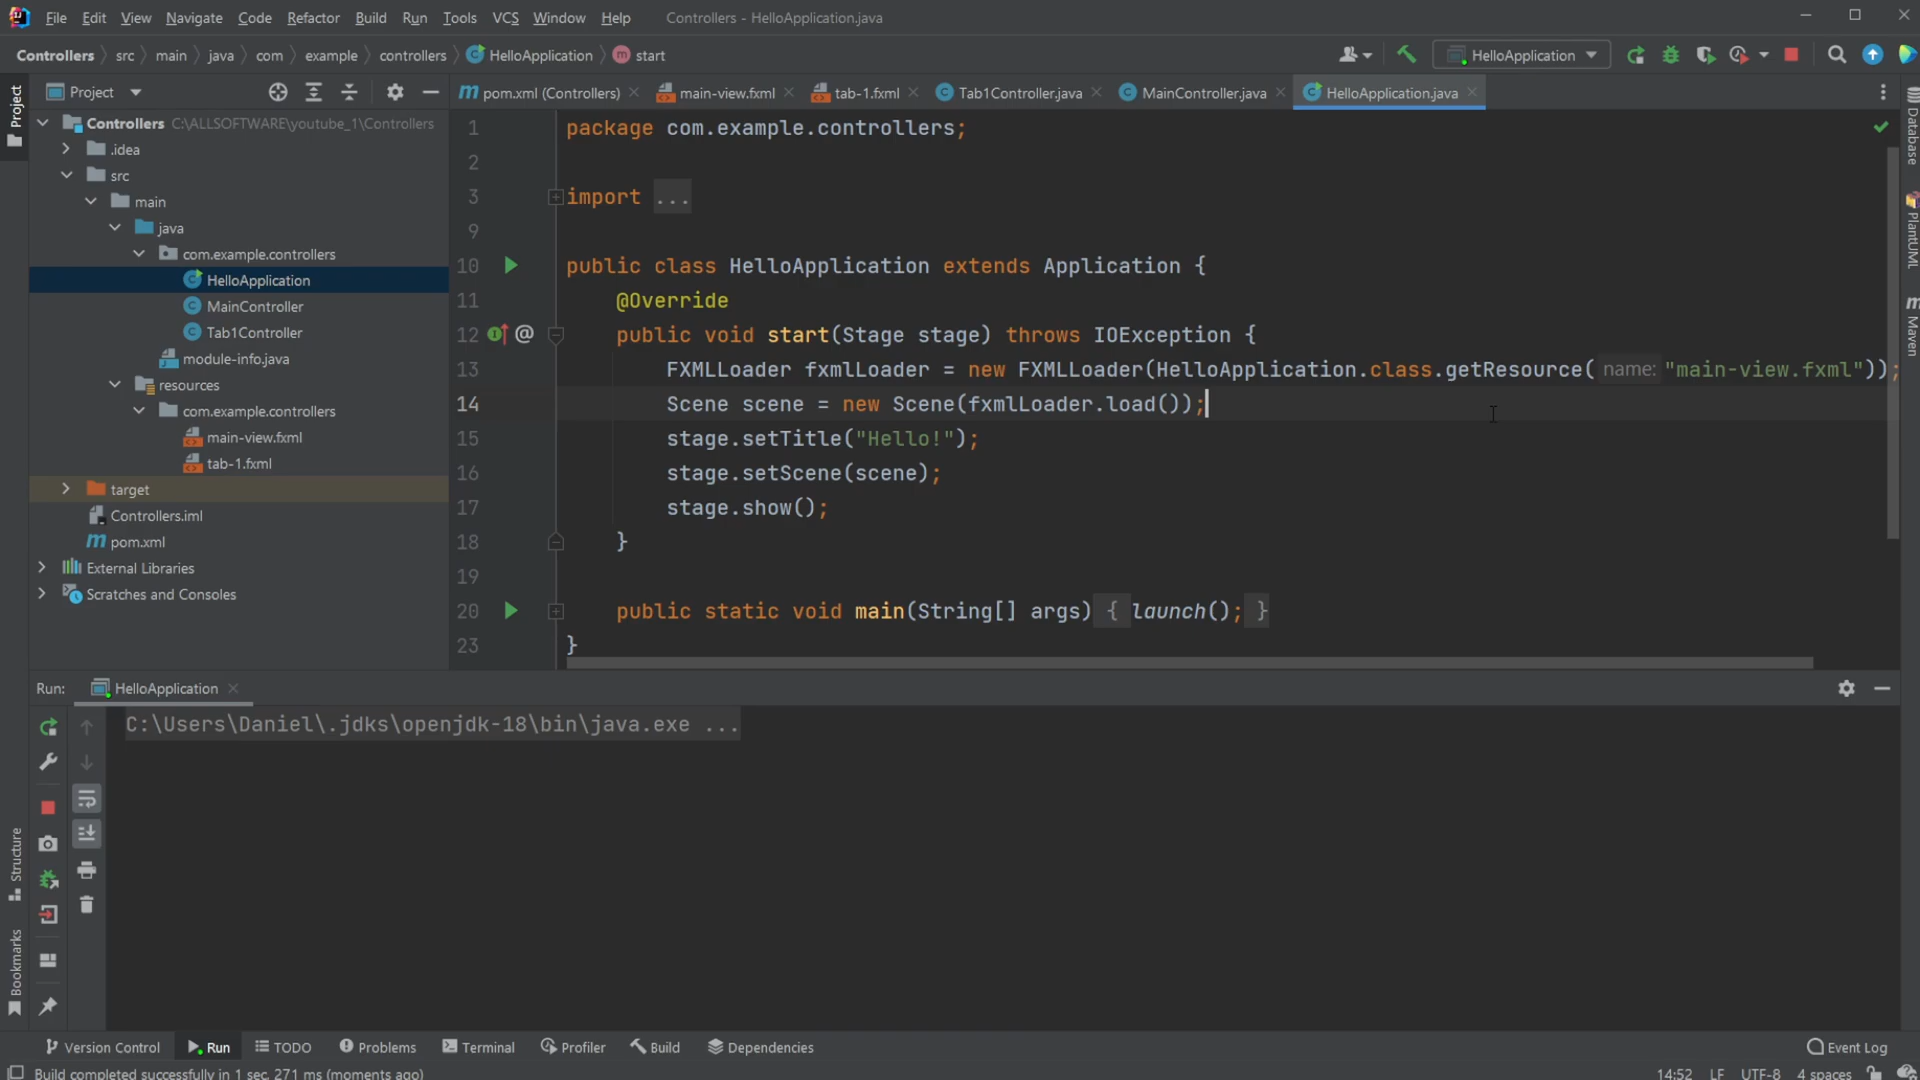 File Edit View Navigate Code Refactor Build Run Tools VCS Window Help Controllers - HelloApplication.java
Controllers src main java com example controllers HelloApplication m start HelloApplication
Project
Project
pom.xml (Controllers) main-view.fxml tab-1.fxml Tab1Controller.java MainController.java HelloApplication.java
Controllers C:\ALLSOFTWARE\youtube_1\Controllers
.idea
src
main
java
com.example.controllers
HelloApplication
MainController
Tab1Controller
module-info.java
resources
com.example.controllers
main-view.fxml
tab-1.fxml
target
Controllers.iml
pom.xml
External Libraries
Scratches and Consoles
1 package com.example.controllers;
2
3 import ...
9
10 public class HelloApplication extends Application {
11 @Override
12 @ public void start(Stage stage) throws IOException {
13 FXMLLoader fxmlLoader = new FXMLLoader(HelloApplication.class.getResource( name: "main-view.fxml"));
14 Scene scene = new Scene(fxmlLoader.load());
15 stage.setTitle("Hello!");
16 stage.setScene(scene);
17 stage.show();
18 }
19
20 public static void main(String[] args) { launch(); }
23 }
Database
PlantUML
Maven
Run: HelloApplication
C:\Users\Daniel\.jdks\openjdk-18\bin\java.exe ...
Structure
Bookmarks
Version Control Run TODO Problems Terminal Profiler Build Dependencies Event Log
Build completed successfully in 1 sec, 271 ms (moments ago) 14:52 LF UTF-8 4 spaces